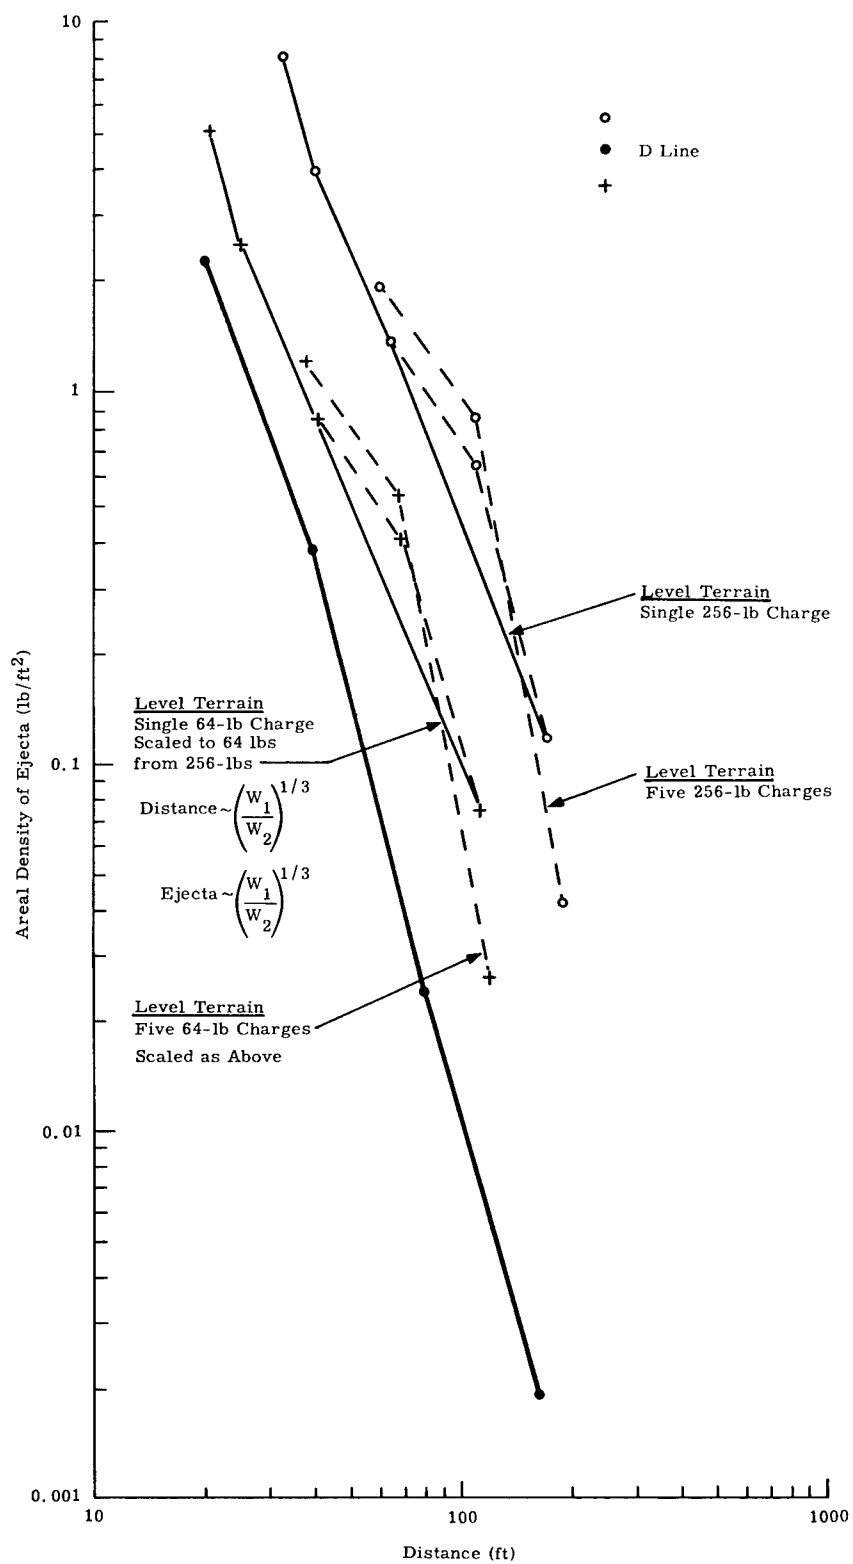 10
D Line
1
Level Terrain
Single 256-lb Charge
Areal Density of Ejecta (lb/ft2)
Level Terrain
Single 64-lb Charge
Scaled to 64 lbs
from 256-lbs
0.1
Level Terrain
Five 256-lb Charges
Distance~(W1/W2)1/3
Ejecta~(W1/W2)1/3
Level Terrain
Five 64-lb Charges
Scaled as Above
0.01
0.001
10 100 1000
Distance (ft)